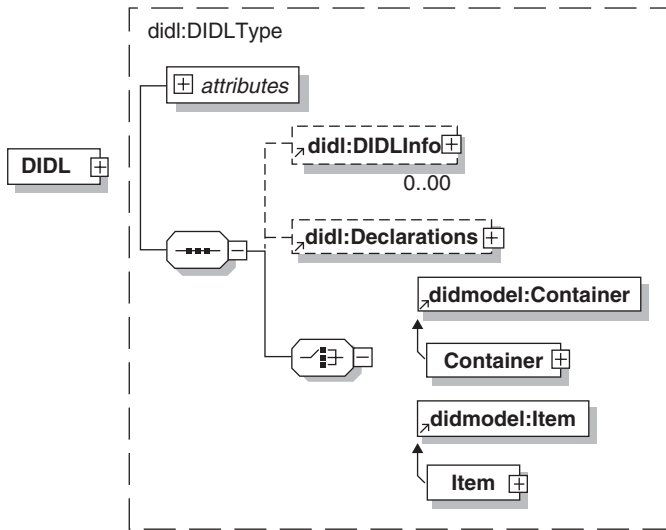 didl:DIDLType
attributes
DIDL
didl:DIDLInfo
0..00
didl:Declarations
didmodel:Container
Container
didmodel:Item
Item